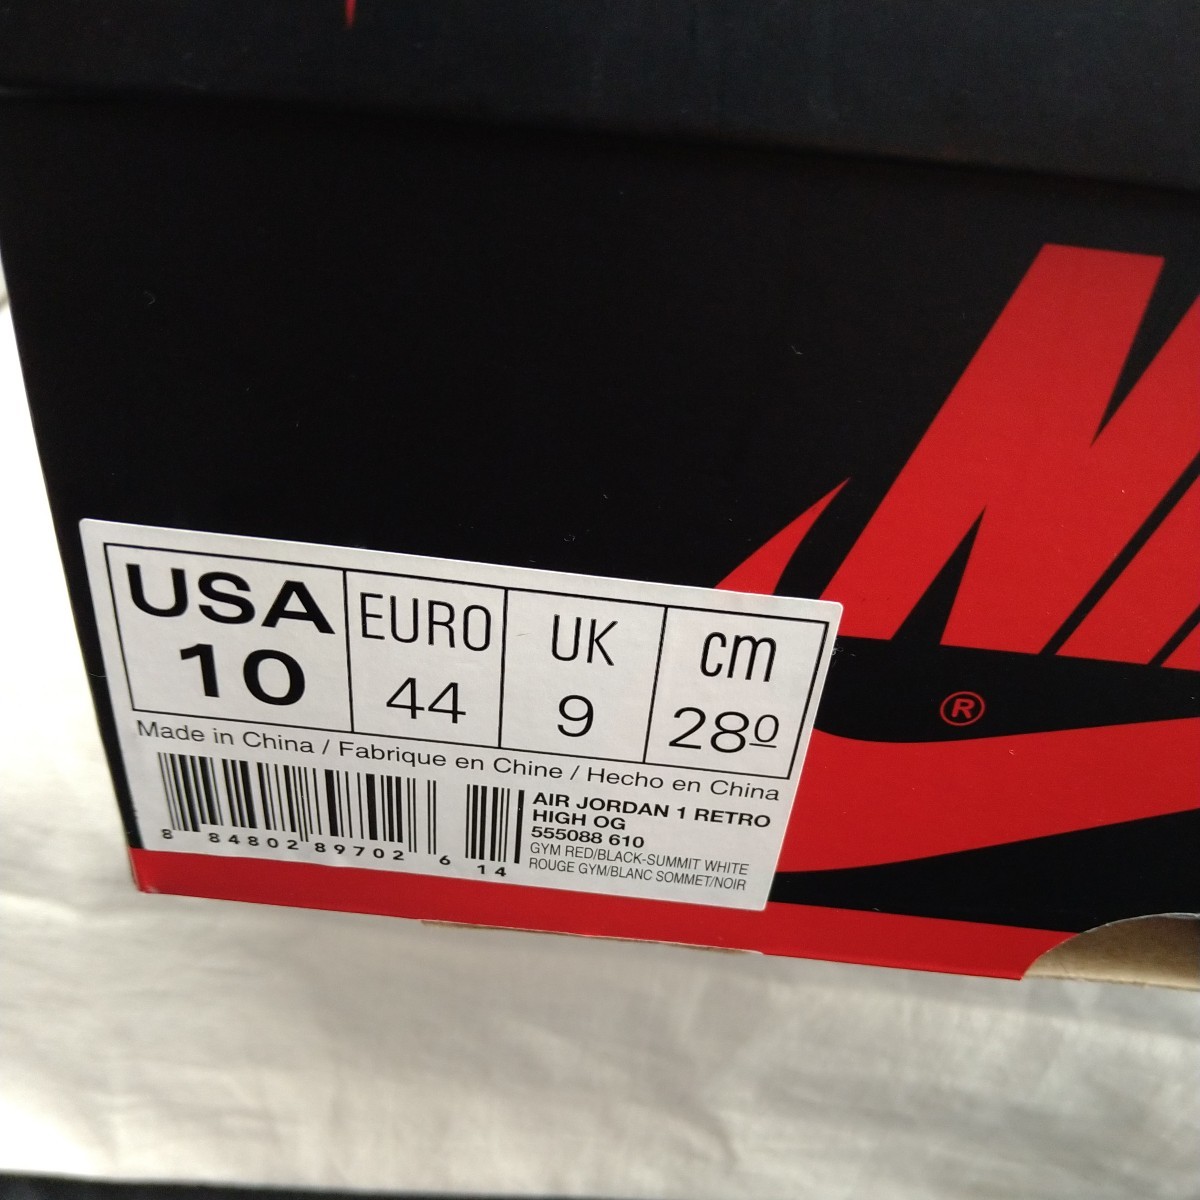 USA 10
EURO 44
UK 9
cm 280
Made in China / Fabrique en Chine / Hecho en China
8 84802 89702 6 14
AIR JORDAN 1 RETRO
HIGH OG
555088 610
GYM RED/BLACK-SUMMIT WHITE
ROUGE GYM/BLANC SOMMET/NOIR
®